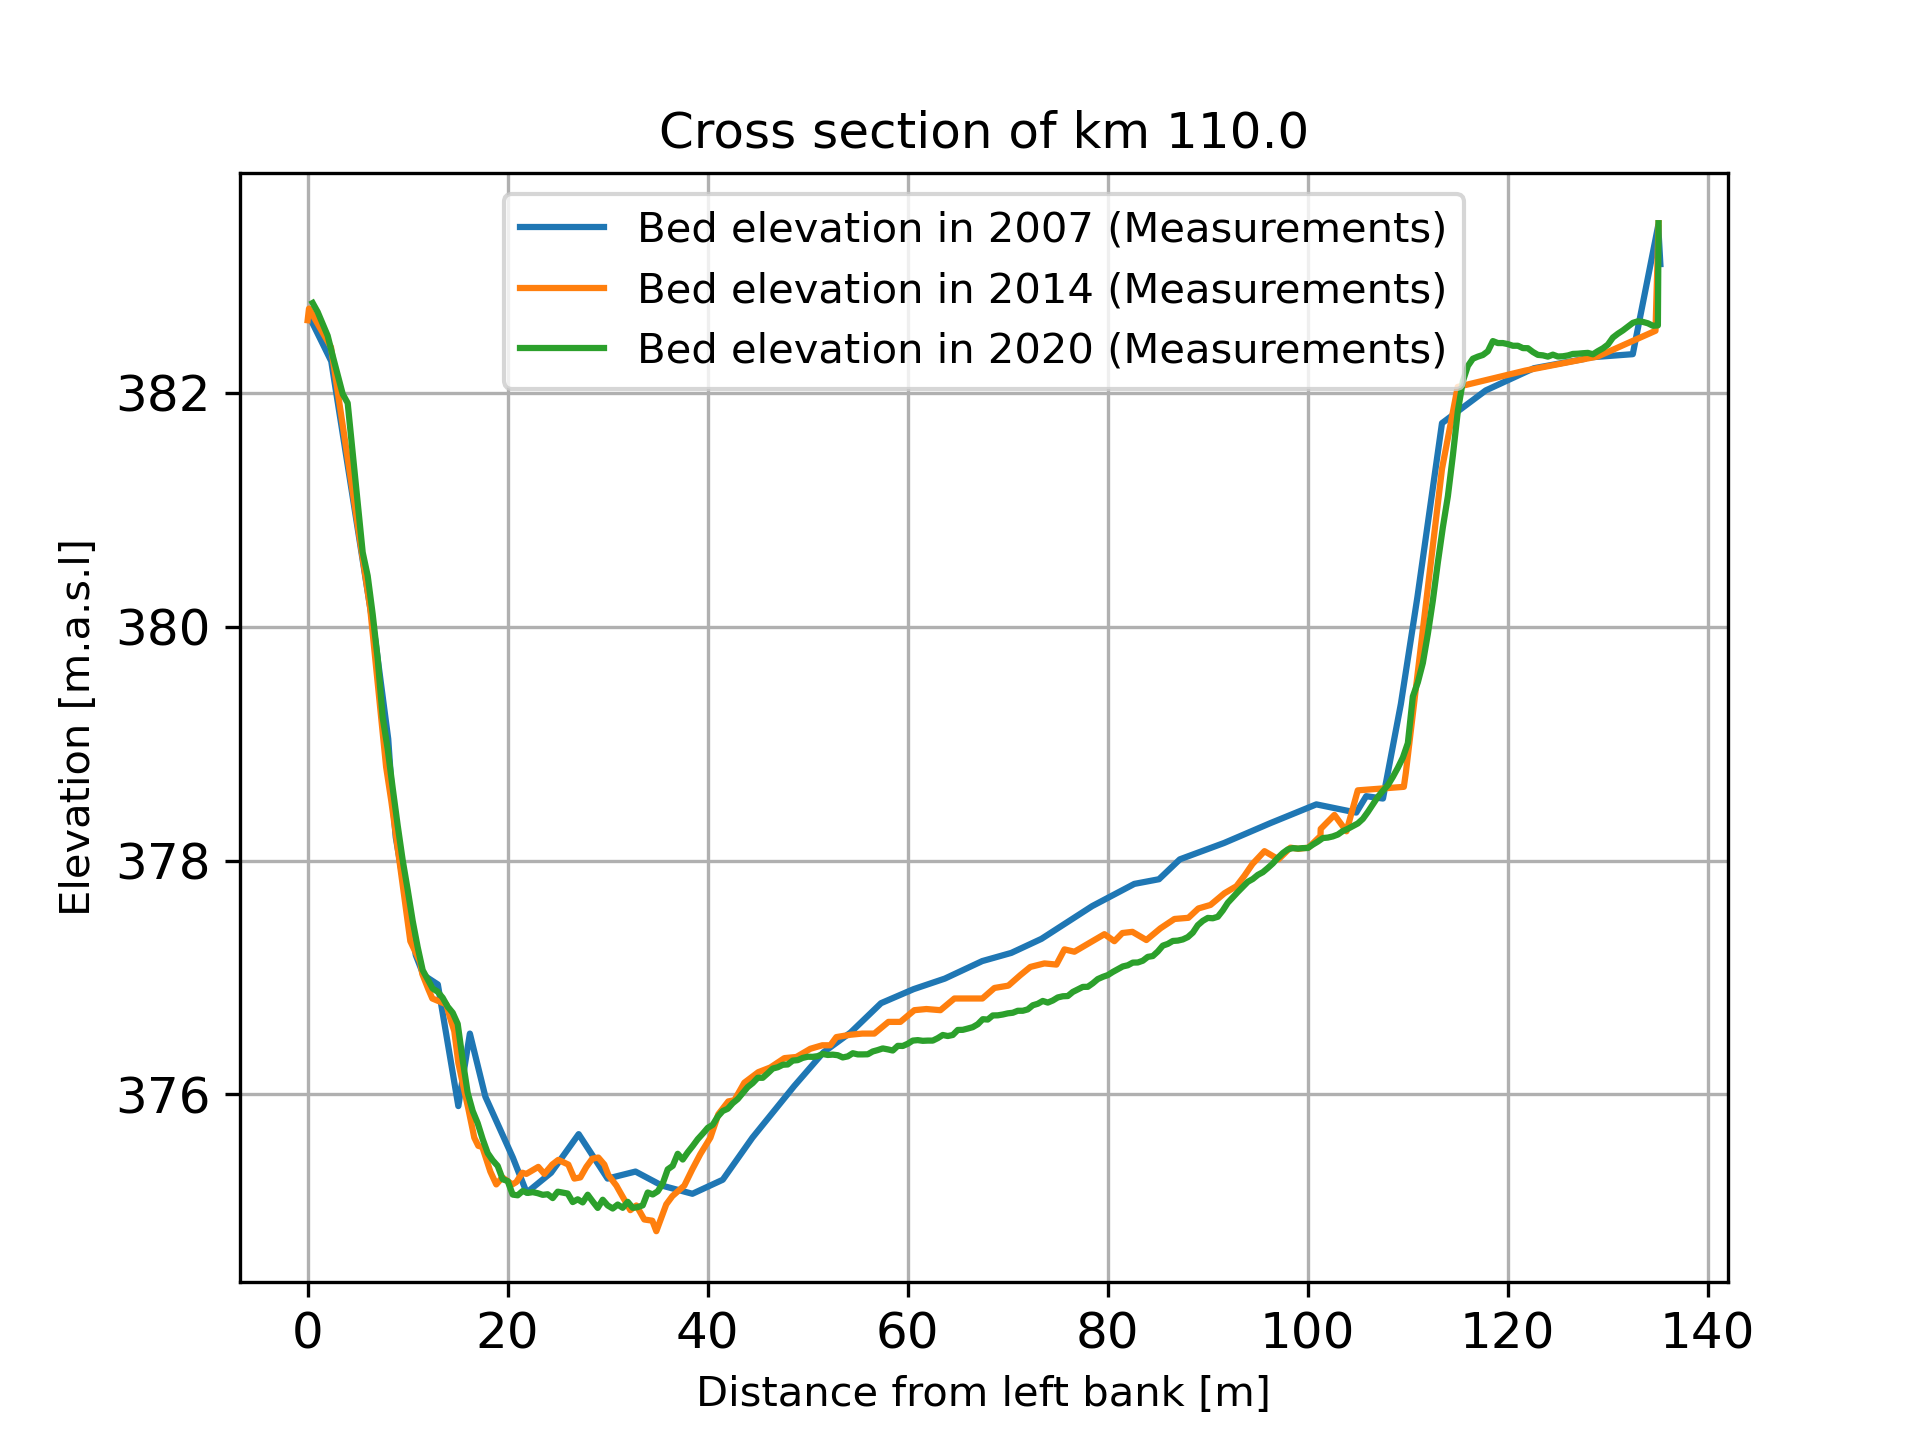 Cross section of km 110.0
Bed elevation in 2007 (Measurements)
Bed elevation in 2014 (Measurements)
Bed elevation in 2020 (Measurements)
Elevation [m.a.s.l]
382
380
378
376
0 20 40 60 80 100 120 140
Distance from left bank [m]